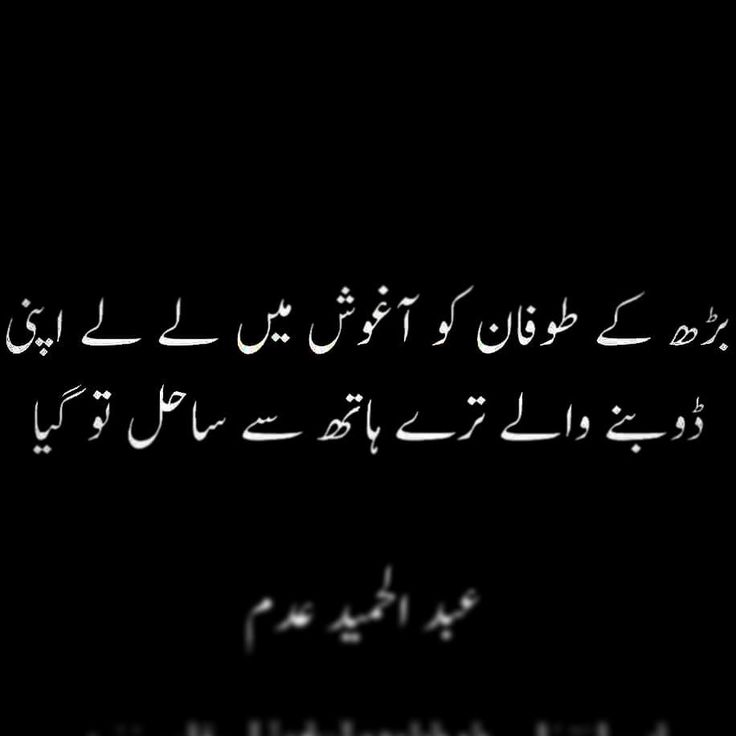 بڑھ کے طوفان کو آغوش میں لے لے اپنی
ڈوبنے والے ترے ہاتھ سے ساحل تو گیا
عبد الحمید عدم